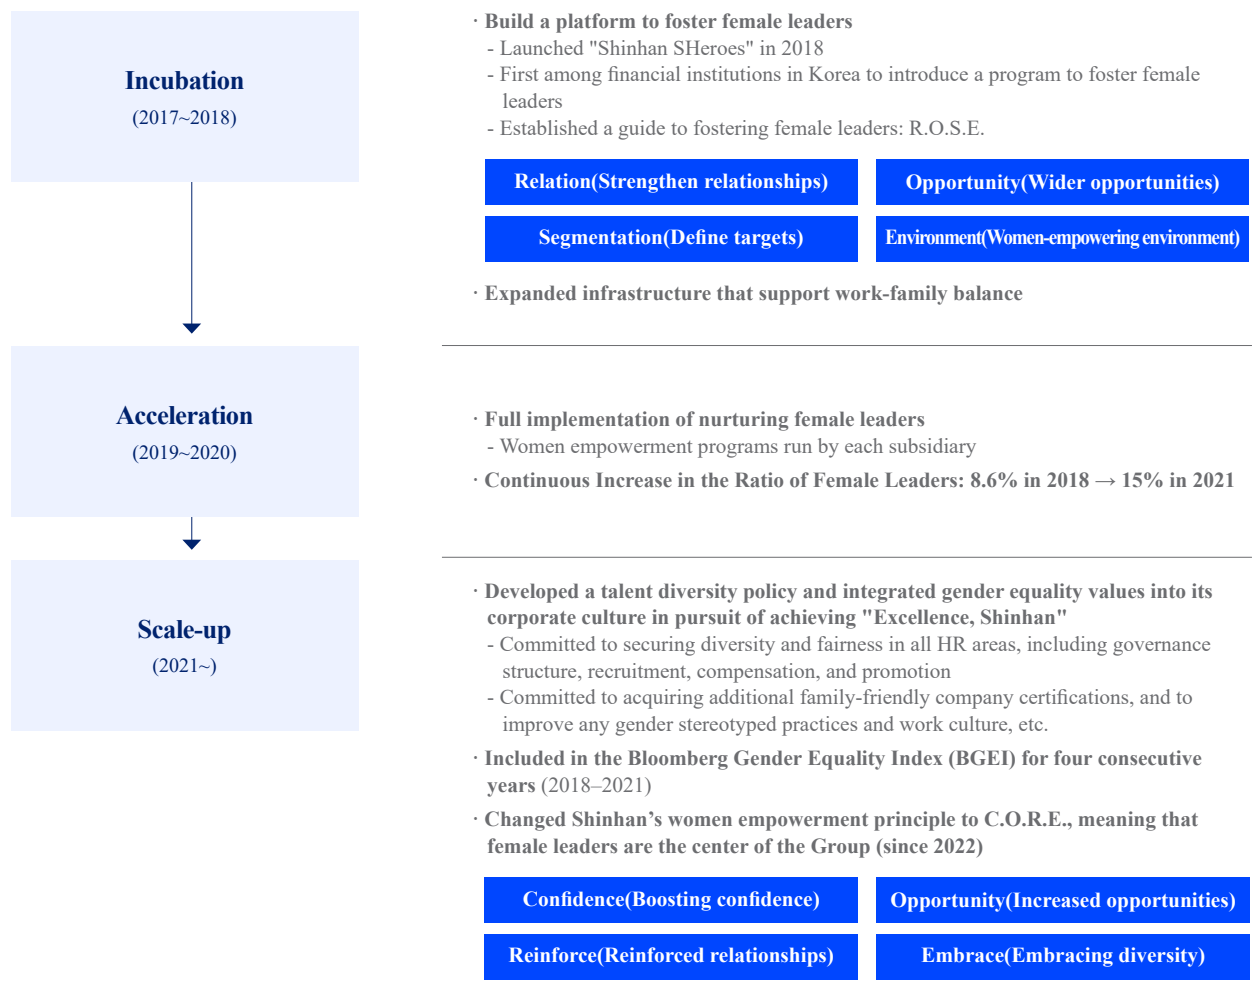 Incubation
(2017~2018)
· Build a platform to foster female leaders
- Launched "Shinhan SHeroes" in 2018
- First among financial institutions in Korea to introduce a program to foster female
leaders
- Established a guide to fostering female leaders: R.O.S.E.
Relation(Strengthen relationships)
Opportunity(Wider opportunities)
Segmentation(Define targets)
Environment(Women-empowering environment)
· Expanded infrastructure that support work-family balance
Acceleration
(2019~2020)
· Full implementation of nurturing female leaders
- Women empowerment programs run by each subsidiary
· Continuous Increase in the Ratio of Female Leaders: 8.6% in 2018 → 15% in 2021
Scale-up
(2021~)
· Developed a talent diversity policy and integrated gender equality values into its
corporate culture in pursuit of achieving "Excellence, Shinhan"
- Committed to securing diversity and fairness in all HR areas, including governance
structure, recruitment, compensation, and promotion
- Committed to acquiring additional family-friendly company certifications, and to
improve any gender stereotyped practices and work culture, etc.
· Included in the Bloomberg Gender Equality Index (BGEI) for four consecutive
years (2018–2021)
· Changed Shinhan’s women empowerment principle to C.O.R.E., meaning that
female leaders are the center of the Group (since 2022)
Confidence(Boosting confidence)
Opportunity(Increased opportunities)
Reinforce(Reinforced relationships)
Embrace(Embracing diversity)